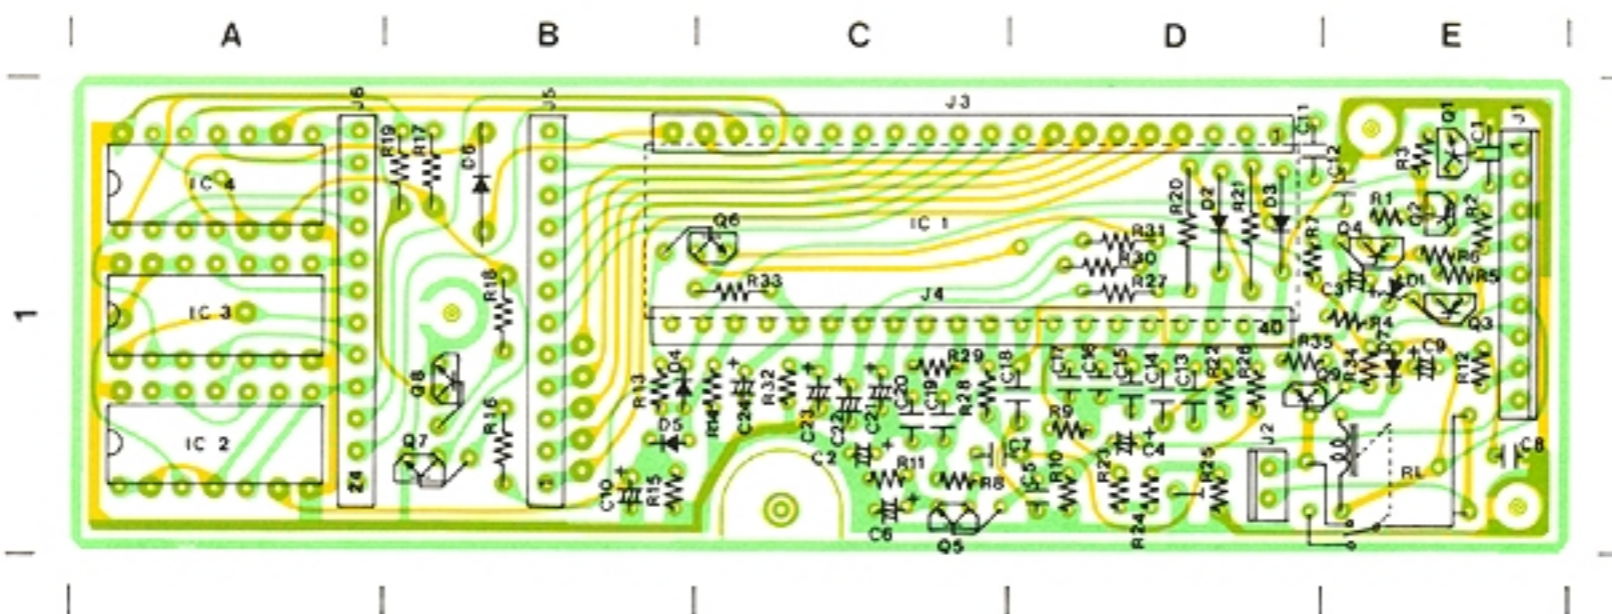 A B C D E
J6 J5 J3 C11 Q1 J1
R19 R17 D6 1 C12 R3 C1 1
IC 4 R20 D2 R21 D3 R1 Q2 R2
Q6 IC 1 R31 R7 Q4 R6
R18 R30 R5
R33 J4 R27 C3 D1
1 IC 3 40 R4 Q3
R35
Q8 R13 D4 R14 C24 R32 C23 C22 C21 C20 C19 R29 R28 C18 C17 C16 C15 C14 C13 R22 R26 Q9 R34 C9 R12
R16 R9
IC 2 Q7 D5 C2 C7 C4 J2 C8
R11 RL
24 1 C10 R15 R8 C5 R10 R23 R25
C6 Q5 R24